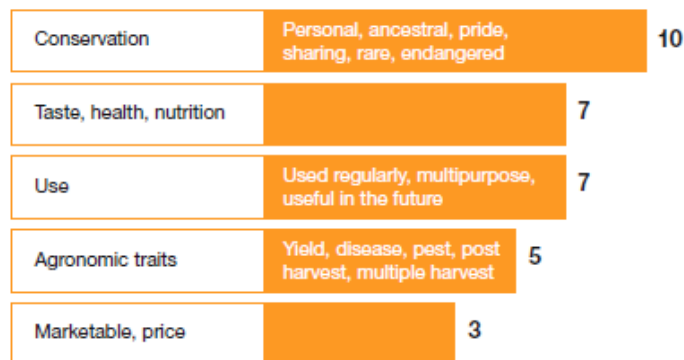 Conservation
Personal, ancestral, pride,
sharing, rare, endangered
10
Taste, health, nutrition
7
Use
Used regularly, multipurpose,
useful in the future
7
Agronomic traits
Yield, disease, pest, post
harvest, multiple harvest
5
Marketable, price
3